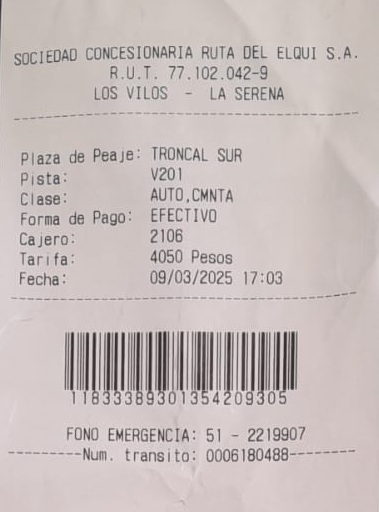 SOCIEDAD CONCESIONARIA RUTA DEL ELQUI S.A.
R.U.T. 77.102.042-9
LOS VILOS - LA SERENA
Plaza de Peaje: TRONCAL SUR
Pista: V201
Clase: AUTO,CMNTA
Forma de Pago: EFECTIVO
Cajero: 2106
Tarifa: 4050 Pesos
Fecha: 09/03/2025 17:03
11833389301354209305
FONO EMERGENCIA: 51 - 2219907
---------Num. transito: 0006180488--------